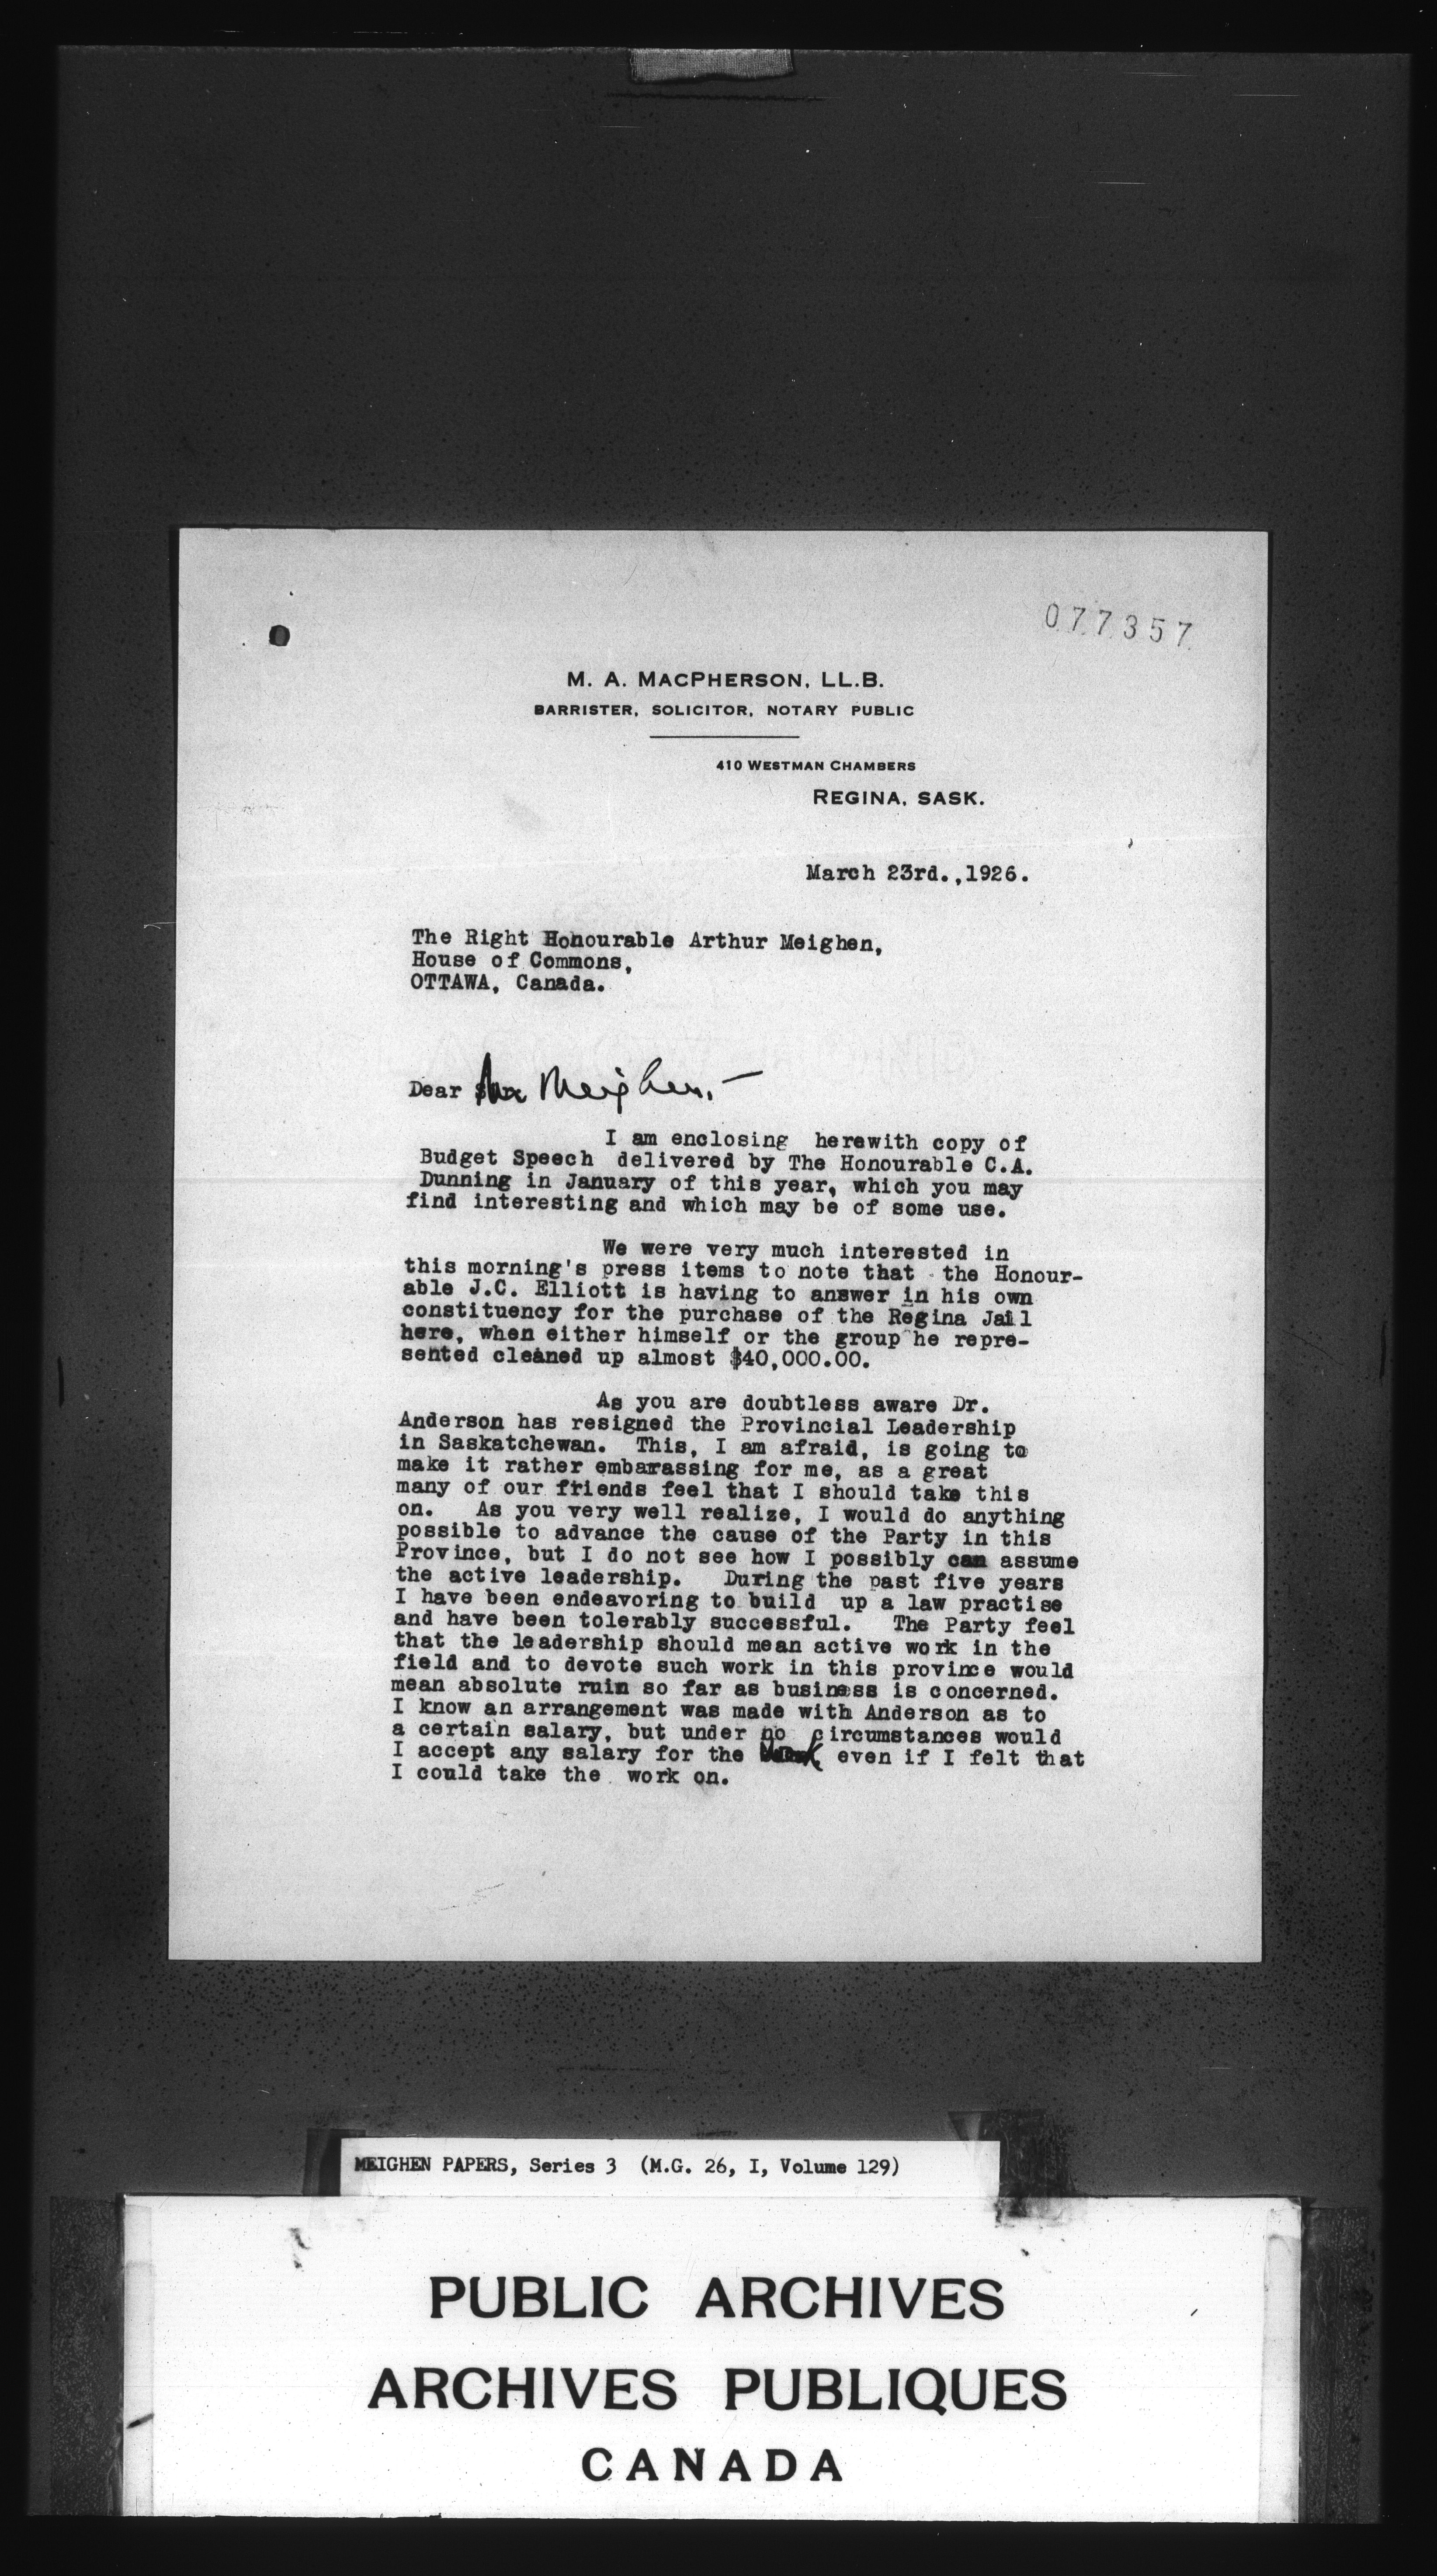 077357
M. A. MACPHERSON, LL.B.
BARRISTER, SOLICITOR, NOTARY PUBLIC
410 WESTMAN CHAMBERS
REGINA, SASK.
March 23rd.,1926.
The Right Honourable Arthur Meighen,
House of Commons,
OTTAWA, Canada.
Dear Mr Meighen,—
I am enclosing herewith copy of
Budget Speech delivered by The Honourable C.A.
Dunning in January of this year, which you may
find interesting and which may be of some use.
We were very much interested in
this morning's press items to note that the Honour-
able J.C. Elliott is having to answer in his own
constituency for the purchase of the Regina Jail
here, when either himself or the group he repre-
sented cleaned up almost $40,000.00.
As you are doubtless aware Dr.
Anderson has resigned the Provincial Leadership
in Saskatchewan. This, I am afraid, is going to
make it rather embarassing for me, as a great
many of our friends feel that I should take this
on. As you very well realize, I would do anything
possible to advance the cause of the Party in this
Province, but I do not see how I possibly can assume
the active leadership. During the past five years
I have been endeavoring to build up a law practise
and have been tolerably successful. The Party feel
that the leadership should mean active work in the
field and to devote such work in this province would
mean absolute ruin so far as business is concerned.
I know an arrangement was made with Anderson as to
a certain salary, but under no circumstances would
I accept any salary for the work even if I felt that
I could take the work on.
MEIGHEN PAPERS, Series 3 (M.G. 26, I, Volume 129)
PUBLIC ARCHIVES
ARCHIVES PUBLIQUES
CANADA